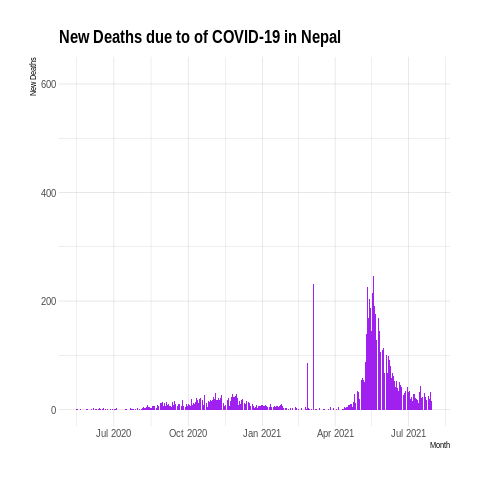 New Deaths due to of COVID-19 in Nepal
New Deaths
600
400
200
0
Jul 2020 Oct 2020 Jan 2021 Apr 2021 Jul 2021
Month